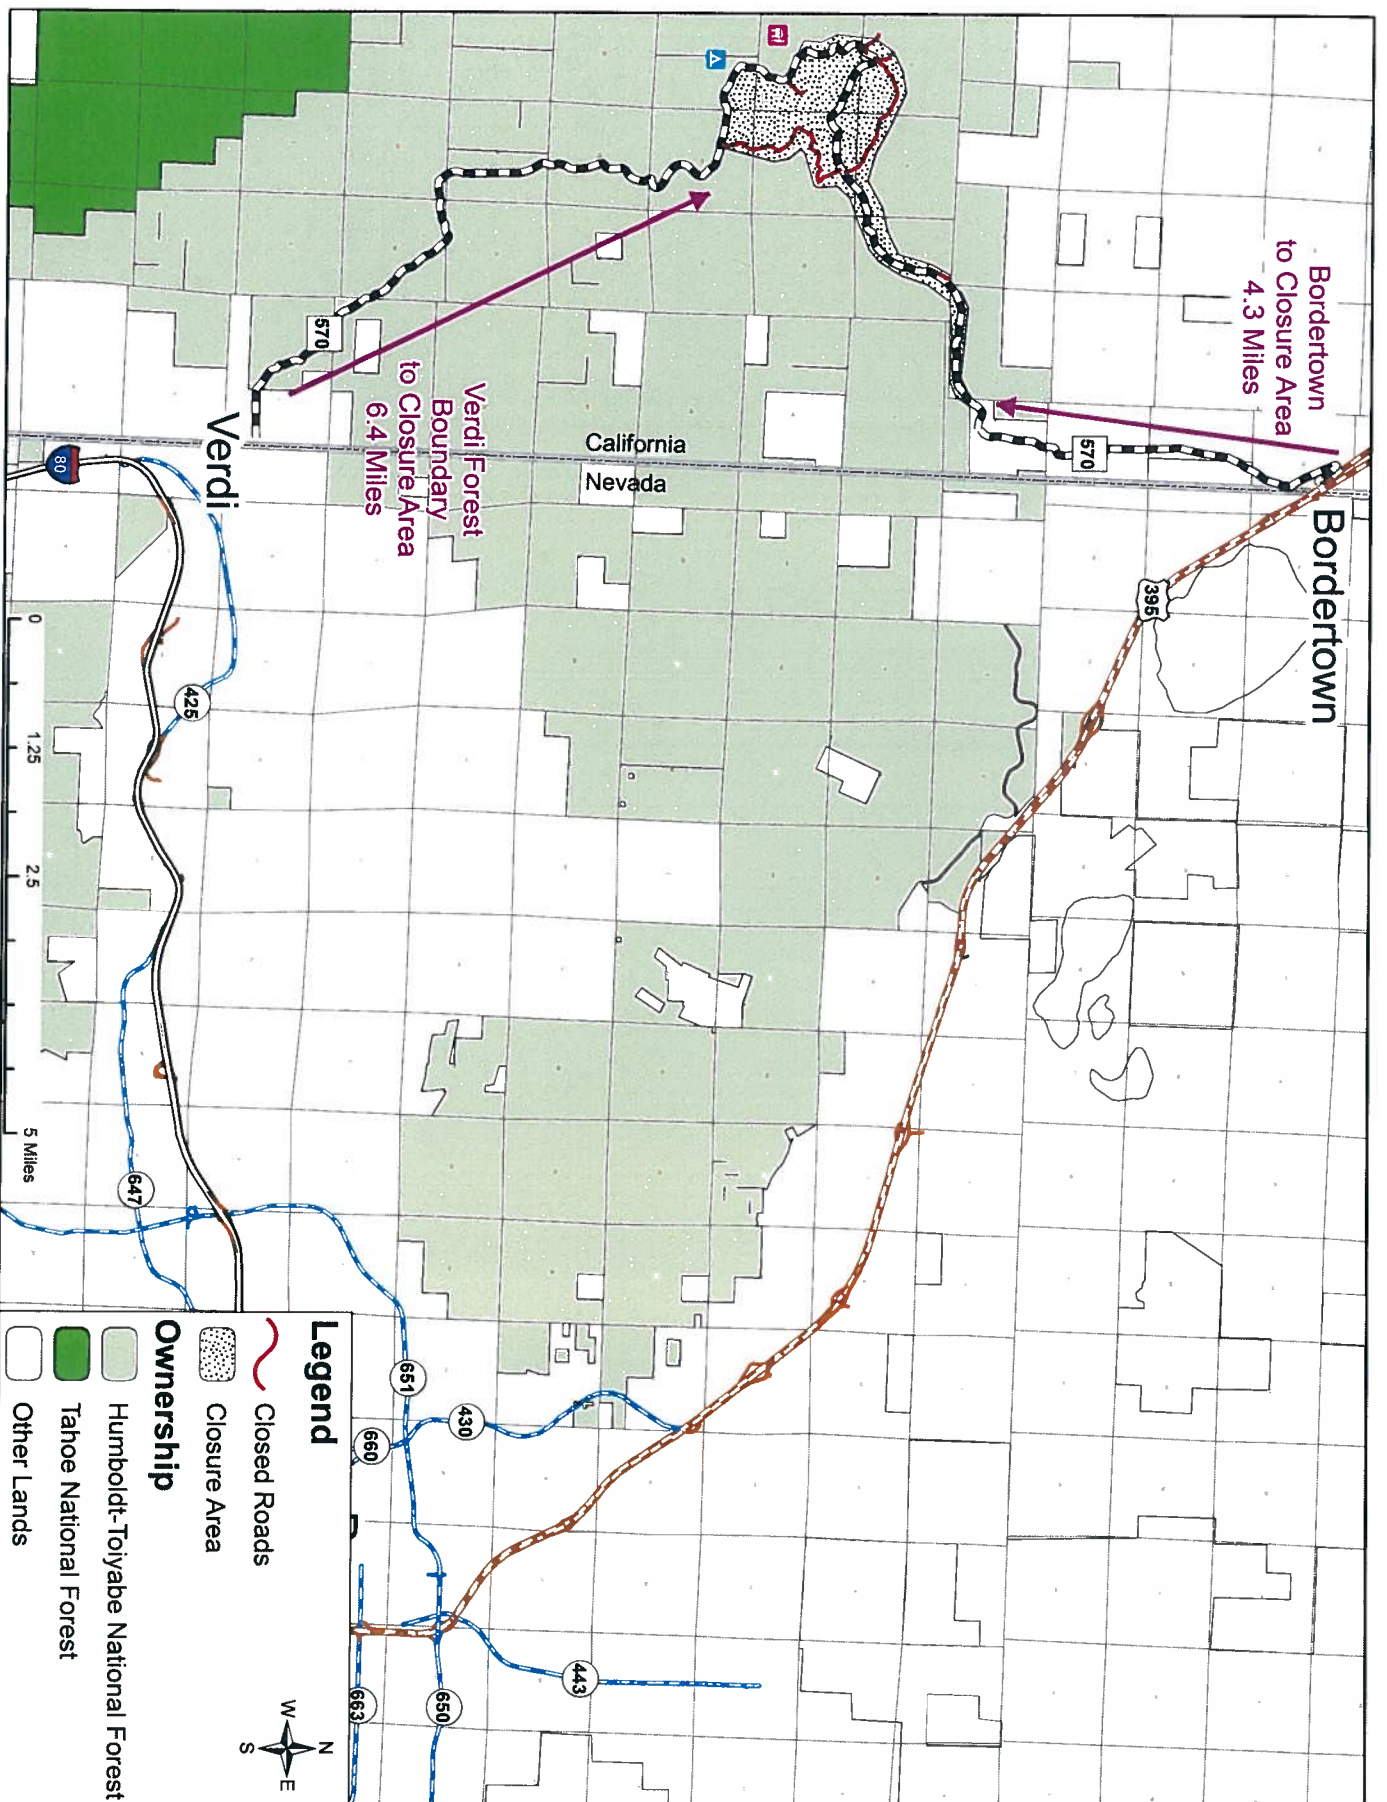 Bordertown
to Closure Area
4.3 Miles
Bordertown
570
395
California
Nevada
Verdi Forest
Boundary
to Closure Area
6.4 Miles
570
Verdi
80
425
647
651
430
660
443
650
663
0
1.25
2.5
5 Miles
Legend
Closed Roads
Closure Area
Ownership
Humboldt-Toiyabe National Forest
Tahoe National Forest
Other Lands
N
W
E
S